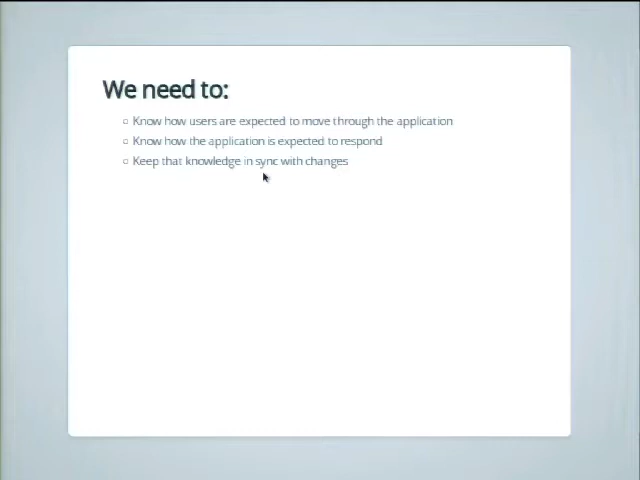 We need to:
Know how users are expected to move through the application
Know how the application is expected to respond
Keep that knowledge in sync with changes